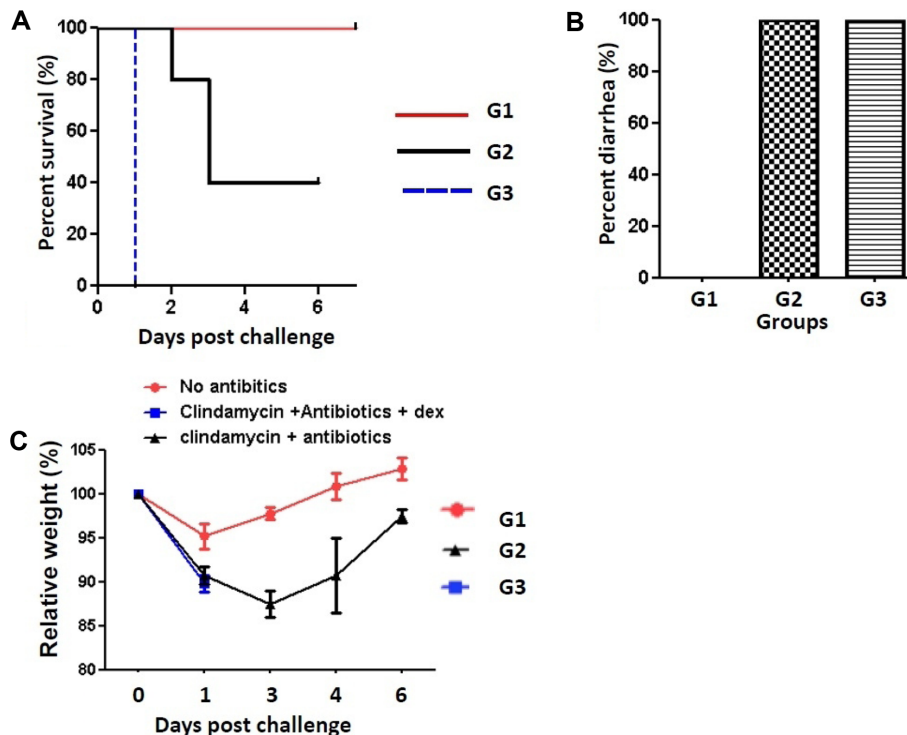 A
Percent survival (%)
100
80
60
40
20
0
0
2
4
6
Days post challenge
G1
G2
G3
B
Percent diarrhea (%)
100
80
60
40
20
0
G1
G2
G3
Groups
No antibitics
Clindamycin +Antibiotics + dex
clindamycin + antibiotics
C
Relative weight (%)
105
100
95
90
85
80
0
1
3
4
6
Days post challenge
G1
G2
G3